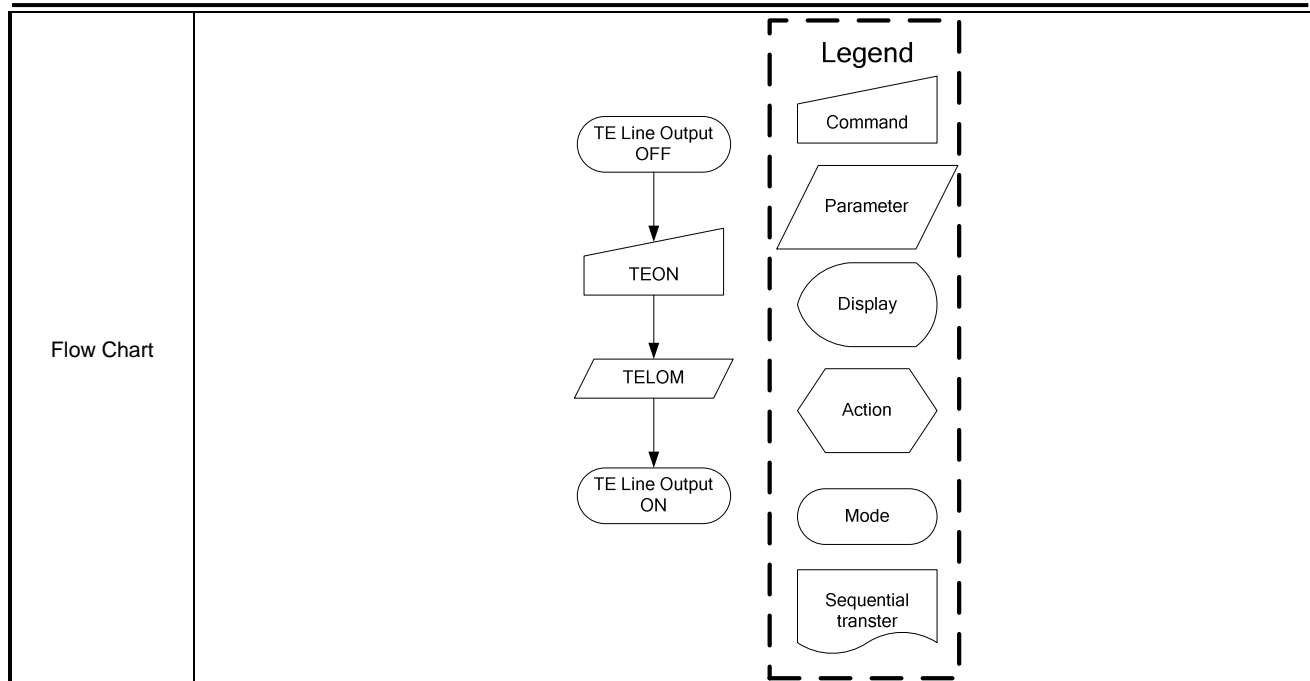 Flow Chart
TE Line Output
OFF
TEON
TELOM
TE Line Output
ON
Legend
Command
Parameter
Display
Action
Mode
Sequential
transter